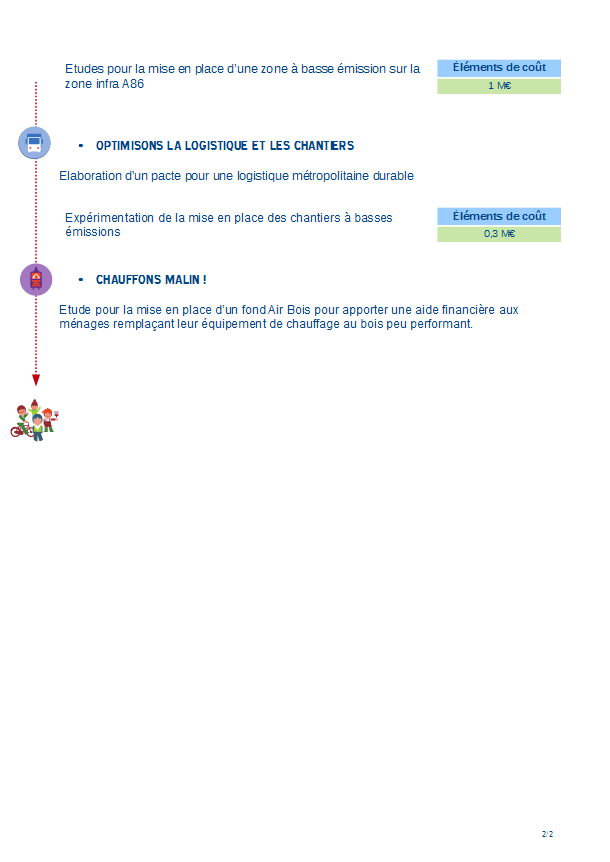 Etudes pour la mise en place d'une zone à basse émission sur la
zone infra A86
Éléments de coût
1 M€
• OPTIMISONS LA LOGISTIQUE ET LES CHANTIERS
Elaboration d'un pacte pour une logistique métropolitaine durable
Expérimentation de la mise en place des chantiers à basses
émissions
Éléments de coût
0,3 M€
• CHAUFFONS MALIN !
Etude pour la mise en place d'un fond Air Bois pour apporter une aide financière aux
ménages remplaçant leur équipement de chauffage au bois peu performant.
2/2